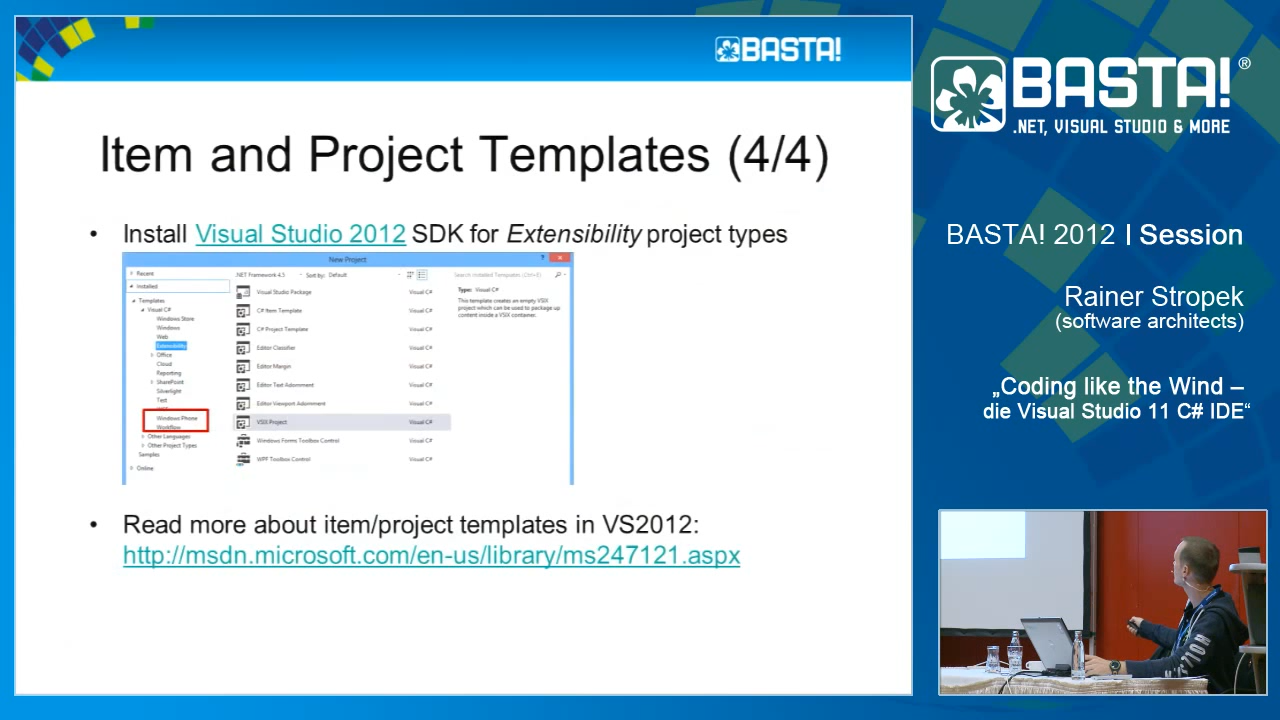 BASTA!
Item and Project Templates (4/4)
• Install Visual Studio 2012 SDK for Extensibility project types
New Project
Recent
Installed
.NET Framework 4.5 Sort by: Default
Search Installed Templates (Ctrl+E)
Templates
Visual C#
Windows Store
Windows
Web
Extensibility
Office
Cloud
Reporting
SharePoint
Silverlight
Test
Windows Phone
Workflow
Other Languages
Other Project Types
Samples
Online
Visual Studio Package Visual C#
C# Item Template Visual C#
C# Project Template Visual C#
Editor Classifier Visual C#
Editor Margin Visual C#
Editor Text Adornment Visual C#
Editor Viewport Adornment Visual C#
VSIX Project Visual C#
Windows Forms Toolbox Control Visual C#
WPF Toolbox Control Visual C#
Type: Visual C#
This template creates an empty VSIX
project which can be used to package up
content inside a VSIX container.
• Read more about item/project templates in VS2012:
http://msdn.microsoft.com/en-us/library/ms247121.aspx
BASTA!®
.NET, VISUAL STUDIO & MORE
BASTA! 2012 I Session
Rainer Stropek
(software architects)
„Coding like the Wind –
die Visual Studio 11 C# IDE“